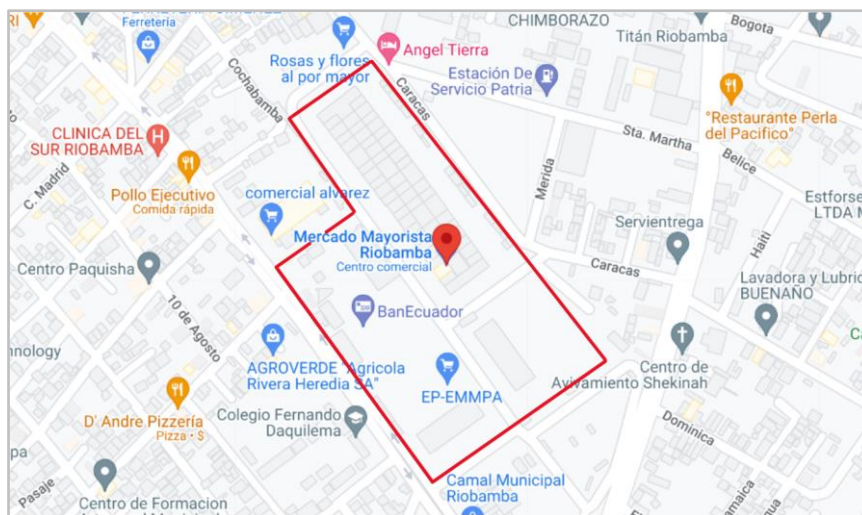 Ferretería
CHIMBORAZO
Bogota
Titán Riobamba
Angel Tierra
Rosas y flores
al por mayor
Cochabamba
Caracas
Estación De
Servicio Patria
"Restaurante Perla
del Pacifico"
CLINICA DEL
SUR RIOBAMBA
Sta. Martha
Belice
C. Madrid
Pollo Ejecutivo
Comida rápida
comercial alvarez
Merida
Estforse
LTDA
Mercado Mayorista
Riobamba
Centro comercial
Servientrega
Haiti
Centro Paquisha
Caracas
Lavadora y Lubric
BUENAÑO
10 de Agosto
BanEcuador
hnology
AGROVERDE "Agricola
Rivera Heredia SA"
EP-EMMPA
Centro de
Avivamiento Shekinah
D' Andre Pizzería
Pizza • $
Colegio Fernando
Daquilema
Dominica
Camal Municipal
Riobamba
Pasaje
Centro de Formacion